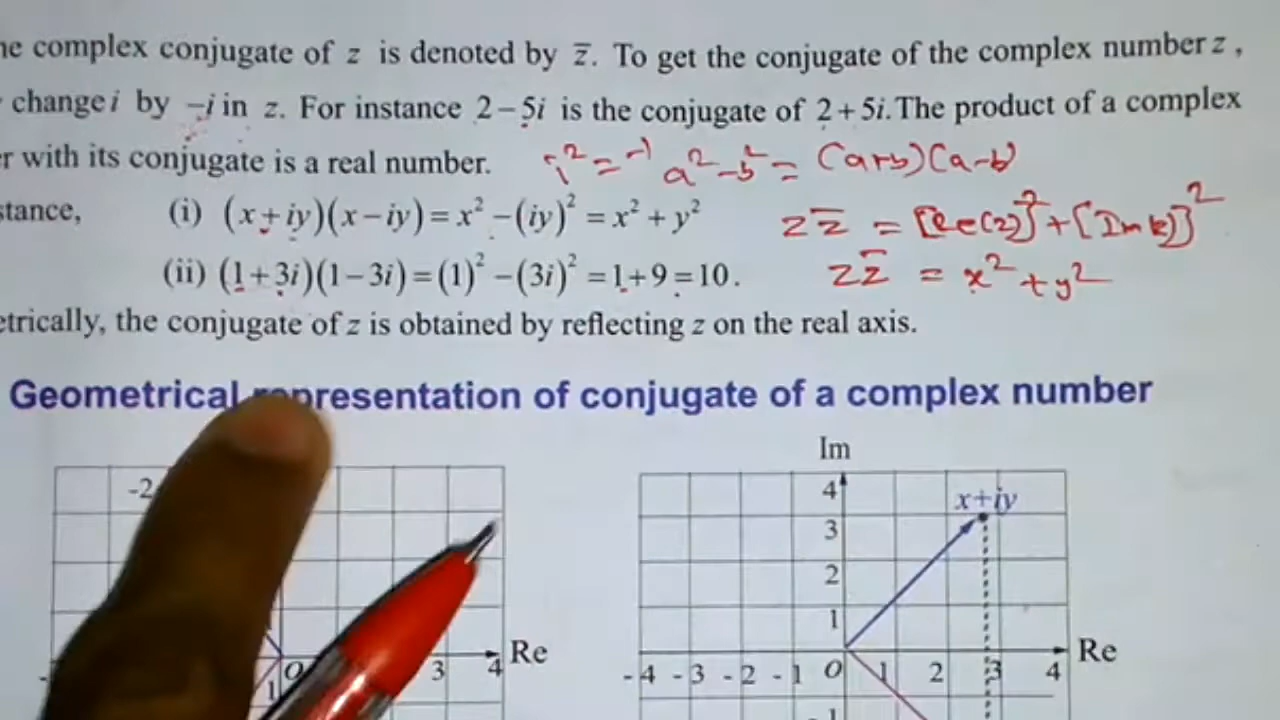 ne complex conjugate of z is denoted by z̅. To get the conjugate of the complex number z ,
change i by −i in z. For instance 2 − 5i is the conjugate of 2 + 5i. The product of a complex
r with its conjugate is a real number. i² = -1 a² - b² = (a+b)(a-b)
stance, (i) (x + iy)(x − iy) = x² − (iy)² = x² + y² z z̅ = [Re(z)]² + [Im z)]²
(ii) (1 + 3i)(1 − 3i) = (1)² − (3i)² = 1 + 9 = 10. z z̅ = x² + y²
etrically, the conjugate of z is obtained by reflecting z on the real axis.
Geometrical representation of conjugate of a complex number
Im
-2
4
x+iy
3
2
1
Re
O
3
4
1
Re
-4 -3 -2 -1 O 1 2 3 4
-1